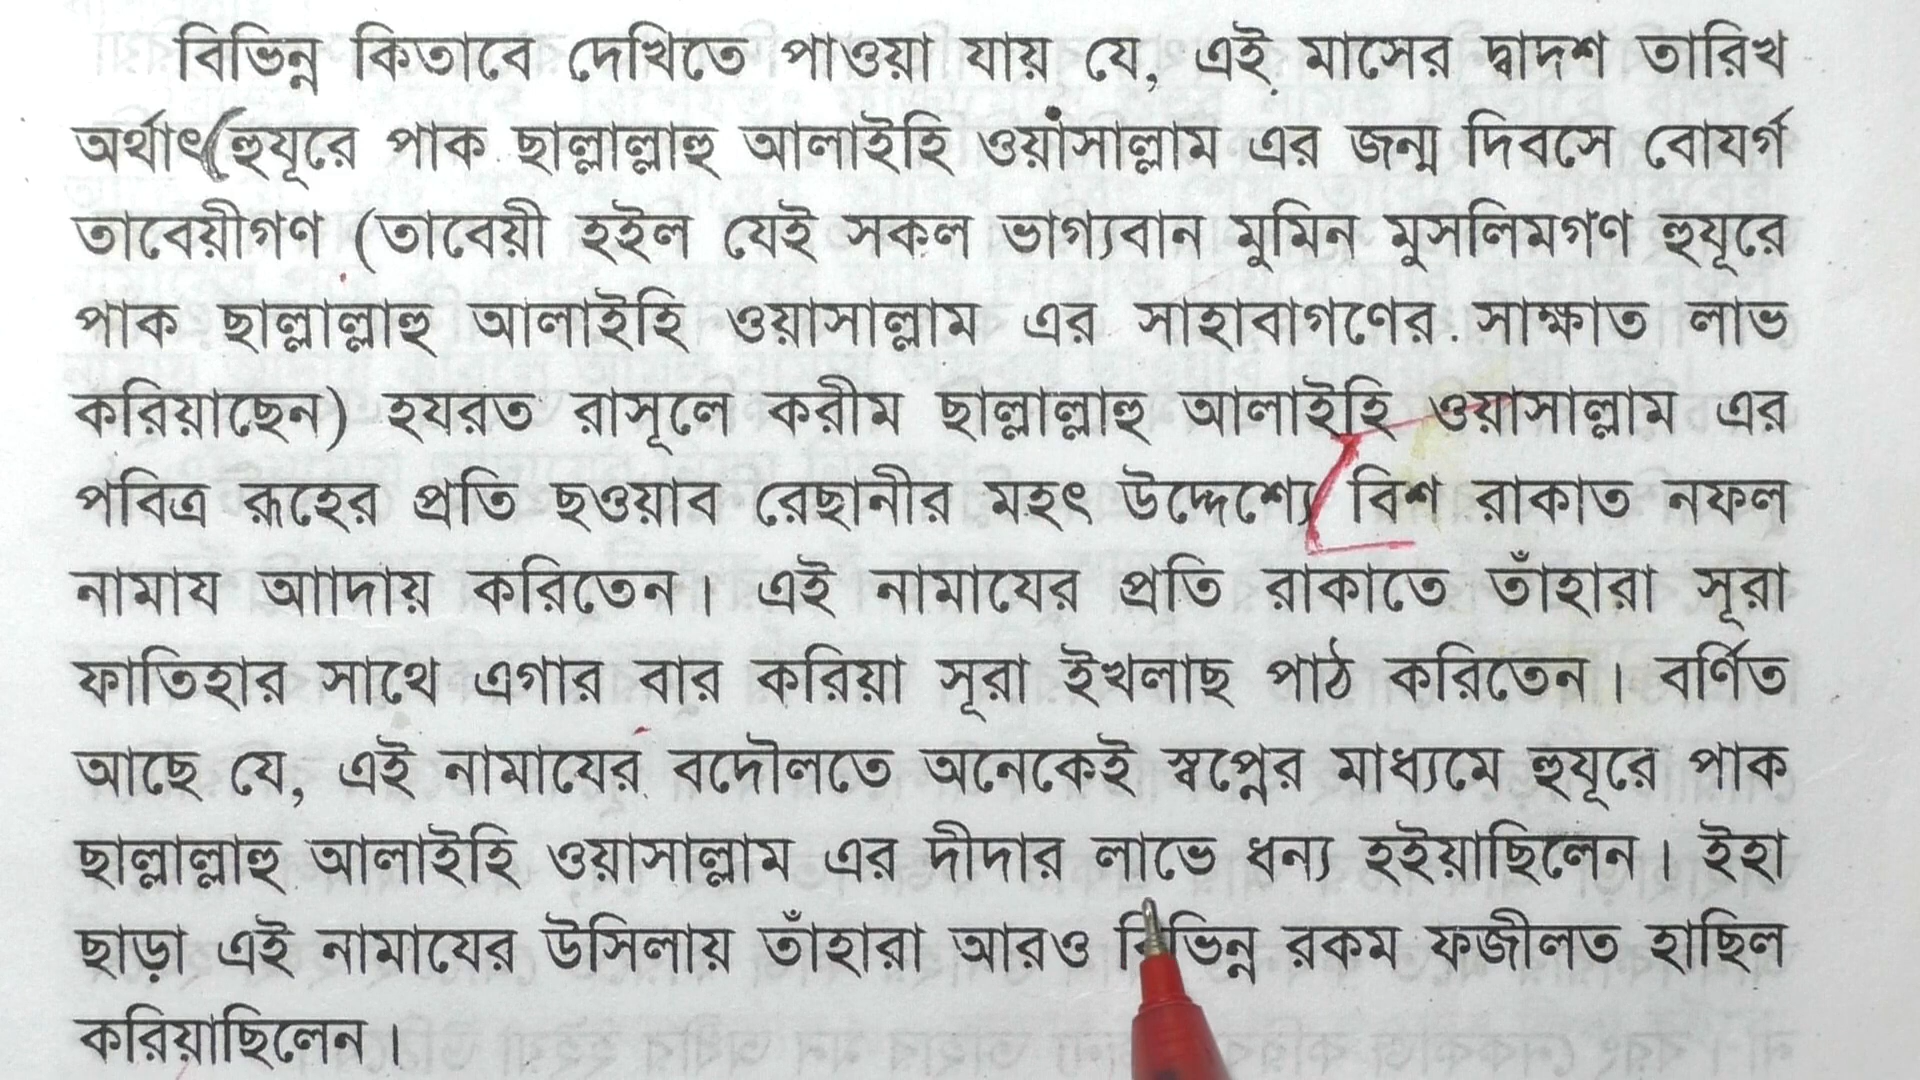 বিভিন্ন কিতাবে দেখিতে পাওয়া যায় যে, এই মাসের দ্বাদশ তারিখ
অর্থাৎ (হুযূরে পাক ছাল্লাল্লাহু আলাইহি ওয়াসাল্লাম এর জন্ম দিবসে বোযর্গ
তাবেয়ীগণ (তাবেয়ী হইল যেই সকল ভাগ্যবান মুমিন মুসলিমগণ হুযূরে
পাক ছাল্লাল্লাহু আলাইহি ওয়াসাল্লাম এর সাহাবাগণের সাক্ষাত লাভ
করিয়াছেন) হযরত রাসূলে করীম ছাল্লাল্লাহু আলাইহি ওয়াসাল্লাম এর
পবিত্র রূহের প্রতি ছওয়াব রেছানীর মহৎ উদ্দেশ্যে বিশ রাকাত নফল
নামায আাদায় করিতেন। এই নামাযের প্রতি রাকাতে তাঁহারা সূরা
ফাতিহার সাথে এগার বার করিয়া সূরা ইখলাছ পাঠ করিতেন। বর্ণিত
আছে যে, এই নামাযের বদৌলতে অনেকেই স্বপ্নের মাধ্যমে হুযূরে পাক
ছাল্লাল্লাহু আলাইহি ওয়াসাল্লাম এর দীদার লাভে ধন্য হইয়াছিলেন। ইহা
ছাড়া এই নামাযের উসিলায় তাঁহারা আরও বিভিন্ন রকম ফজীলত হাছিল
করিয়াছিলেন।